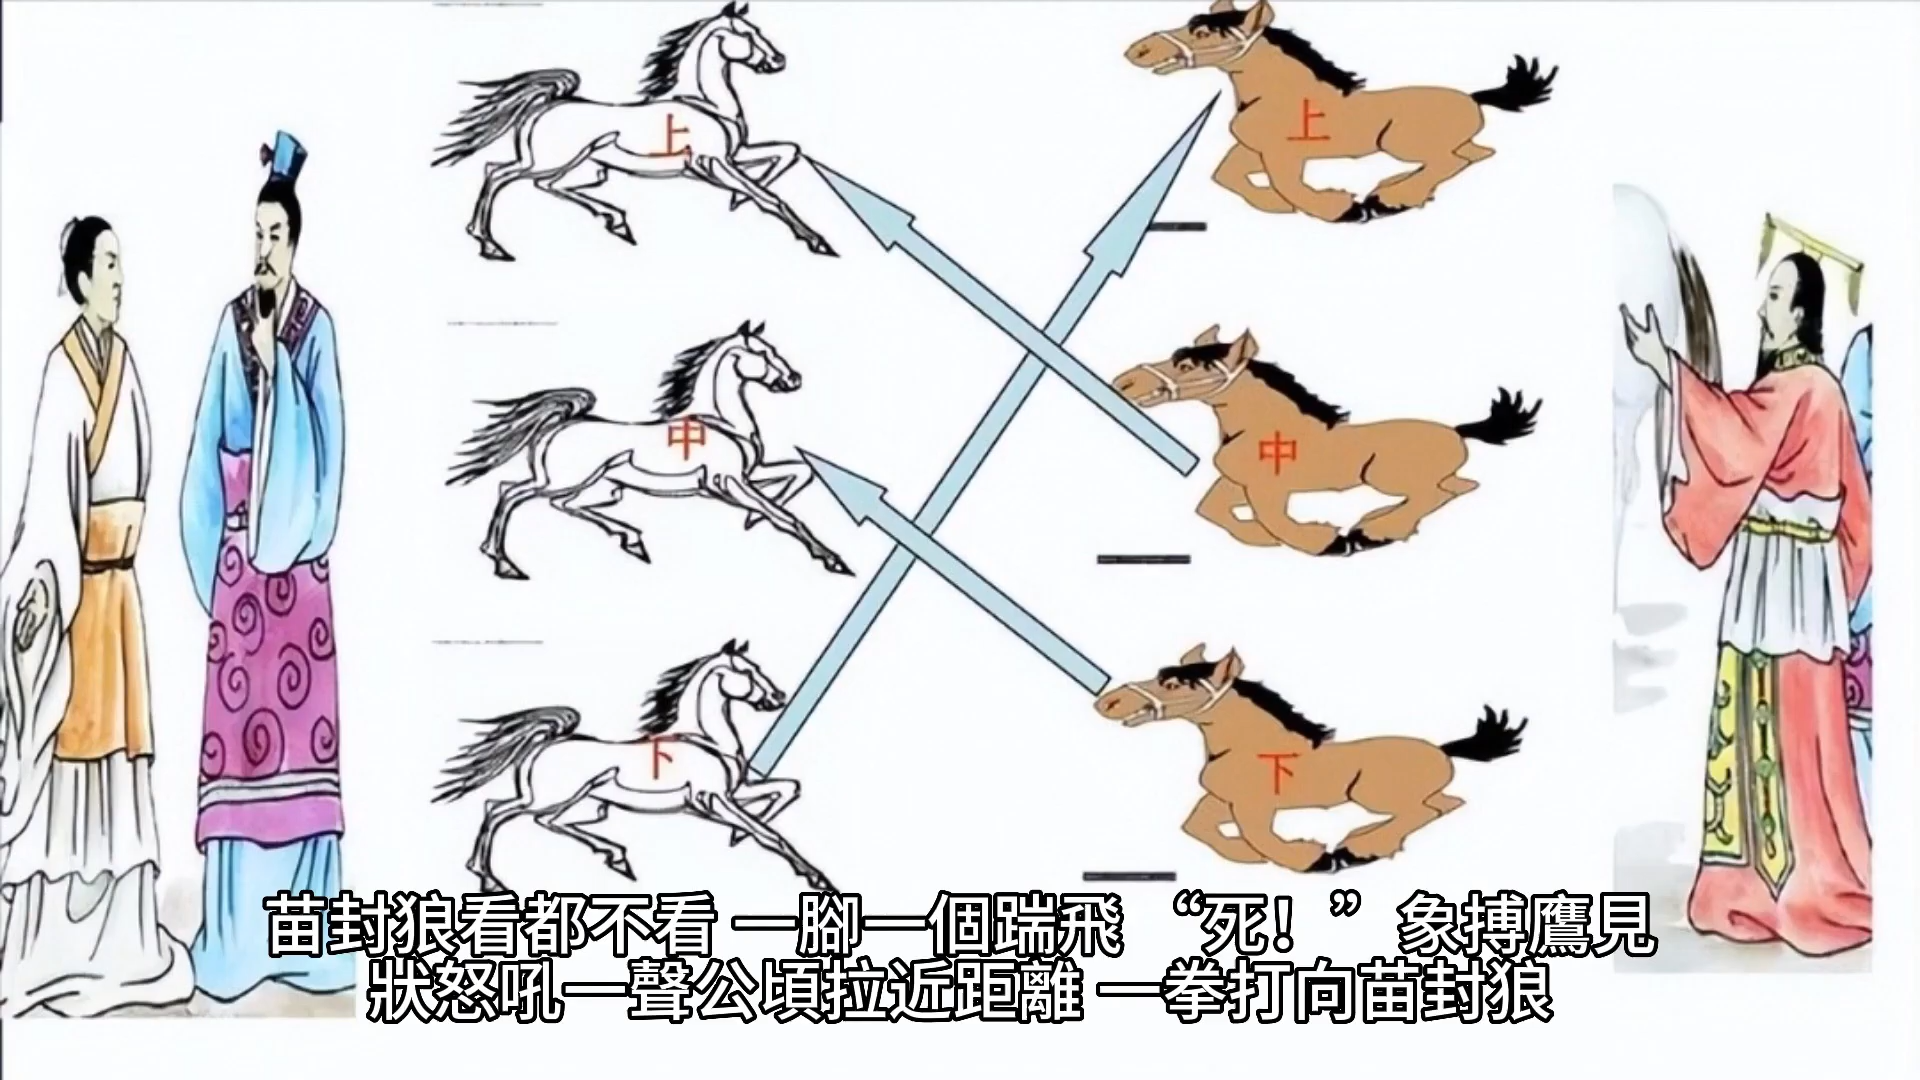 上
上
中
中
下
下
苗封狼看都不看 一腳一個踹飛 “死！”象搏鷹見
狀怒吼一聲公頃拉近距離 一拳打向苗封狼